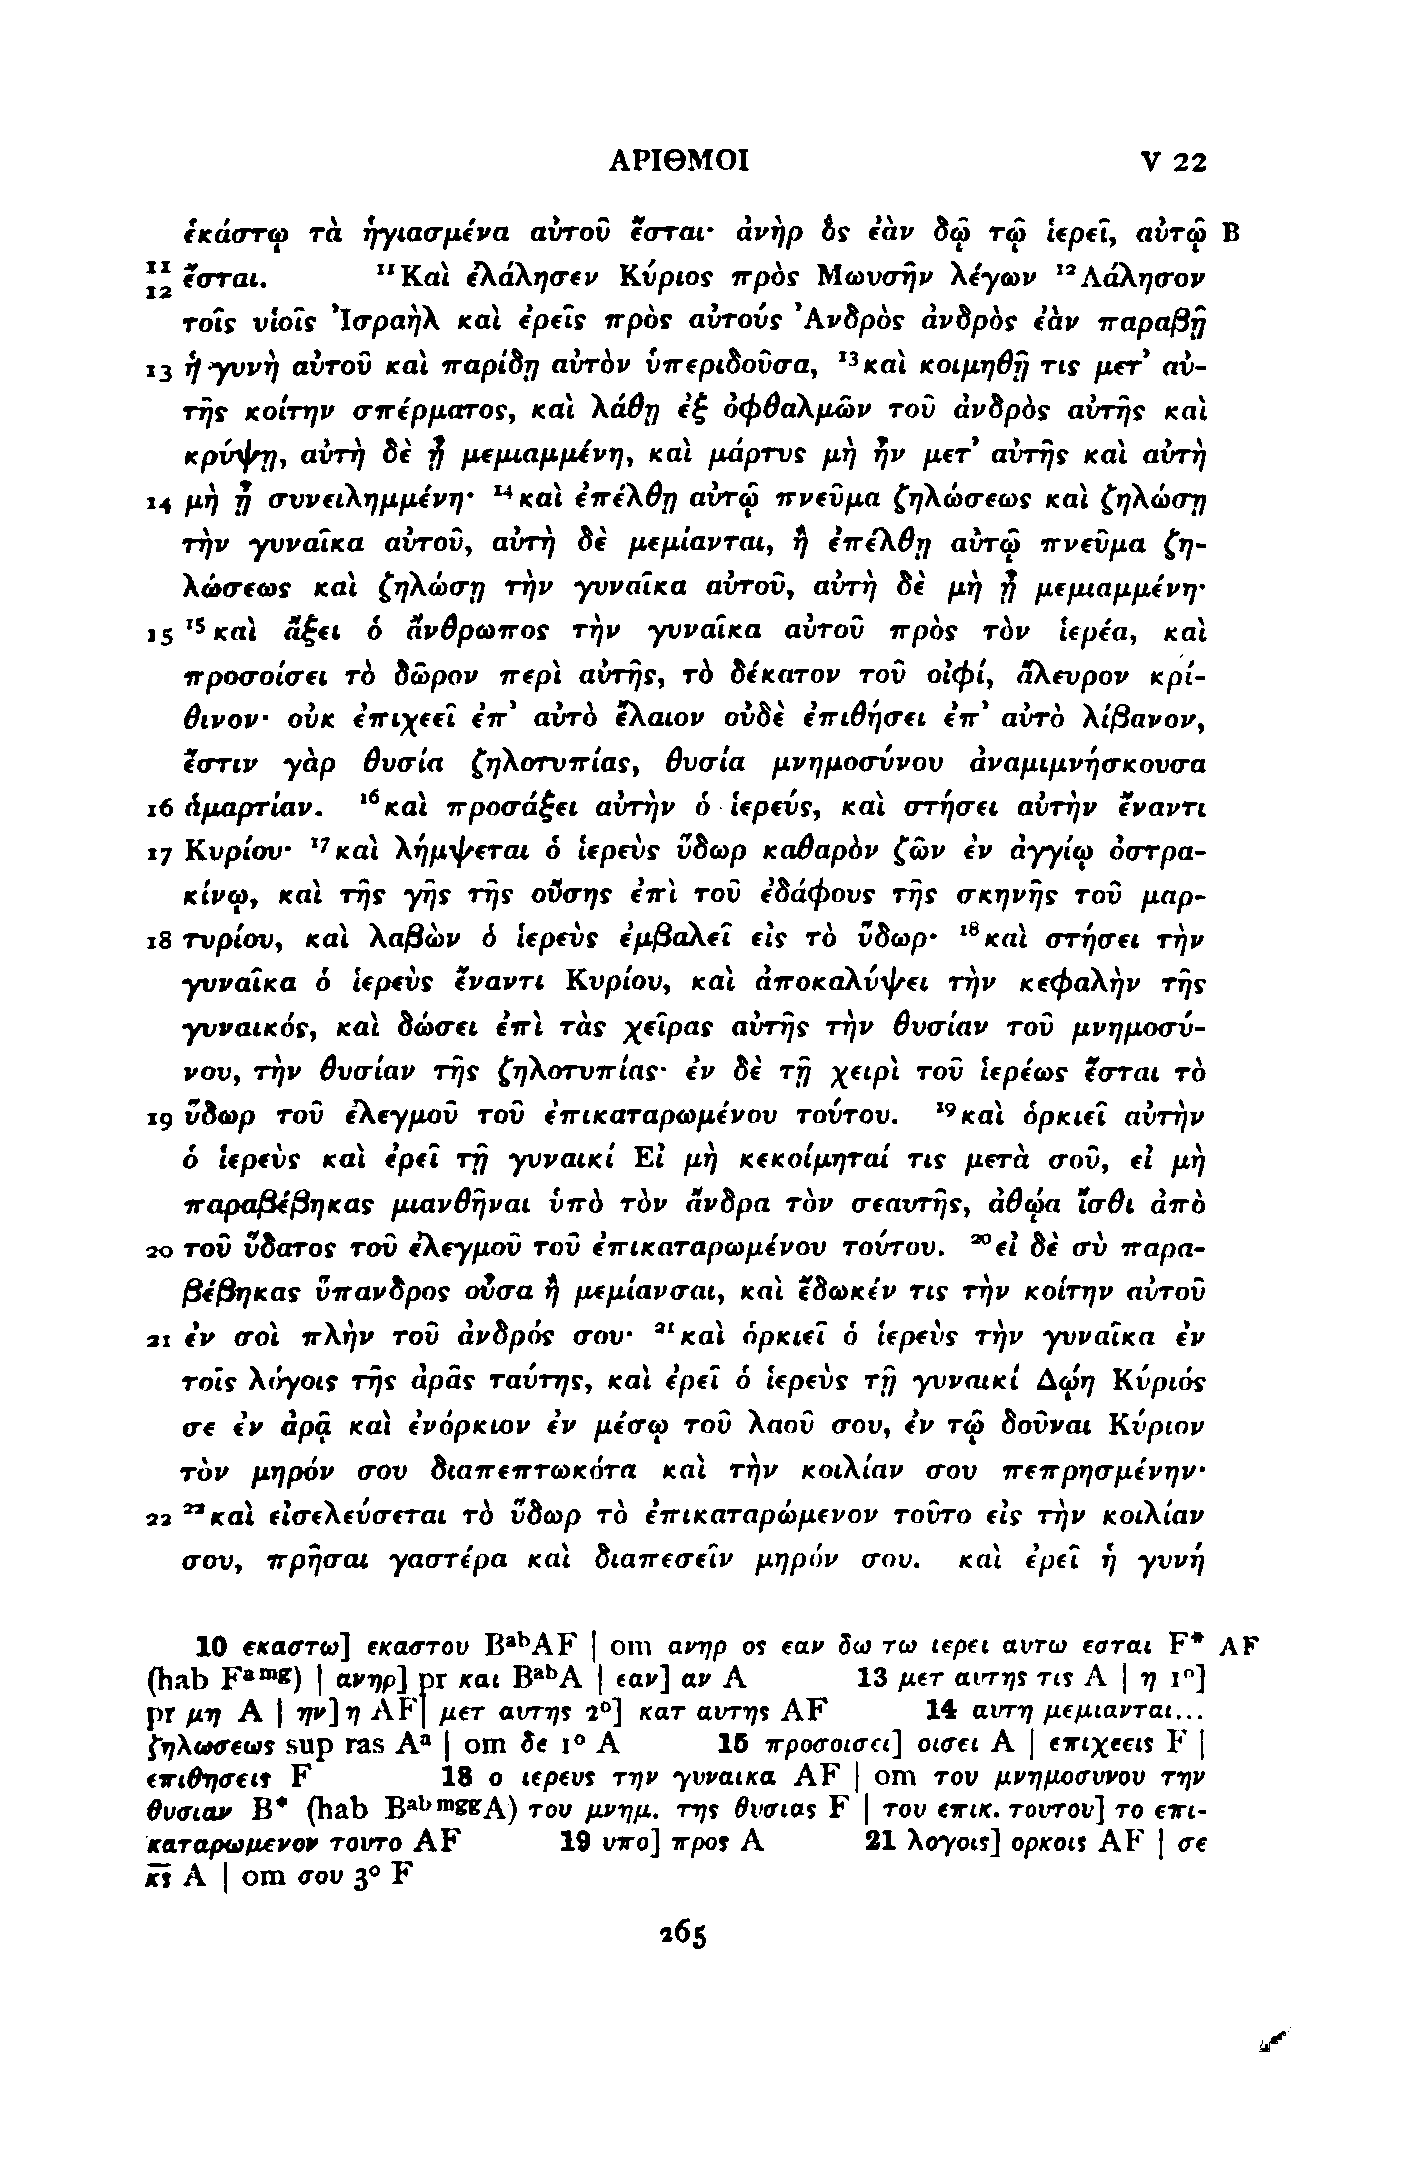 ΑΡΙΘΜΟΙ V 22
ἑκάστῳ τὰ ἡγιασμένα αὐτοῦ ἔσται· ἀνὴρ ὃς ἐὰν δῷ τῷ ἱερεῖ, αὐτῷ B
11 12 ἔσται. ¹¹Καὶ ἐλάλησεν Κύριος πρὸς Μωυσῆν λέγων ¹²Λάλησον
τοῖς υἱοῖς Ἰσραὴλ καὶ ἐρεῖς πρὸς αὐτούς Ἀνδρὸς ἀνδρὸς ἐὰν παραβῇ
13 ἡ γυνὴ αὐτοῦ καὶ παρίδῃ αὐτὸν ὑπεριδοῦσα, ¹³καὶ κοιμηθῇ τις μετ’ αὐ-
τῆς κοίτην σπέρματος, καὶ λάθῃ ἐξ ὀφθαλμῶν τοῦ ἀνδρὸς αὐτῆς καὶ
κρύψῃ, αὐτὴ δὲ ᾖ μεμιαμμένη, καὶ μάρτυς μὴ ἦν μετ’ αὐτῆς καὶ αὐτὴ
14 μὴ ᾖ συνειλημμένη· ¹⁴καὶ ἐπέλθῃ αὐτῷ πνεῦμα ζηλώσεως καὶ ζηλώσῃ
τὴν γυναῖκα αὐτοῦ, αὐτὴ δὲ μεμίανται, ἢ ἐπέλθῃ αὐτῷ πνεῦμα ζη-
λώσεως καὶ ζηλώσῃ τὴν γυναῖκα αὐτοῦ, αὐτὴ δὲ μὴ ᾖ μεμιαμμένη·
15 ¹⁵καὶ ἄξει ὁ ἄνθρωπος τὴν γυναῖκα αὐτοῦ πρὸς τὸν ἱερέα, καὶ
προσοίσει τὸ δῶρον περὶ αὐτῆς, τὸ δέκατον τοῦ οἰφί, ἄλευρον κρί-
θινον· οὐκ ἐπιχεεῖ ἐπ’ αὐτὸ ἔλαιον οὐδὲ ἐπιθήσει ἐπ’ αὐτὸ λίβανον,
ἔστιν γὰρ θυσία ζηλοτυπίας, θυσία μνημοσύνου ἀναμιμνήσκουσα
16 ἁμαρτίαν. ¹⁶καὶ προσάξει αὐτὴν ὁ ἱερεύς, καὶ στήσει αὐτὴν ἔναντι
17 Κυρίου· ¹⁷καὶ λήμψεται ὁ ἱερεὺς ὕδωρ καθαρὸν ζῶν ἐν ἀγγίῳ ὀστρα-
κίνῳ, καὶ τῆς γῆς τῆς οὔσης ἐπὶ τοῦ ἐδάφους τῆς σκηνῆς τοῦ μαρ-
18 τυρίου, καὶ λαβὼν ὁ ἱερεὺς ἐμβαλεῖ εἰς τὸ ὕδωρ· ¹⁸καὶ στήσει τὴν
γυναῖκα ὁ ἱερεὺς ἔναντι Κυρίου, καὶ ἀποκαλύψει τὴν κεφαλὴν τῆς
γυναικός, καὶ δώσει ἐπὶ τὰς χεῖρας αὐτῆς τὴν θυσίαν τοῦ μνημοσύ-
νου, τὴν θυσίαν τῆς ζηλοτυπίας· ἐν δὲ τῇ χειρὶ τοῦ ἱερέως ἔσται τὸ
19 ὕδωρ τοῦ ἐλεγμοῦ τοῦ ἐπικαταρωμένου τούτου. ¹⁹καὶ ὁρκιεῖ αὐτὴν
ὁ ἱερεὺς καὶ ἐρεῖ τῇ γυναικί Εἰ μὴ κεκοίμηταί τις μετὰ σοῦ, εἰ μὴ
παραβέβηκας μιανθῆναι ὑπὸ τὸν ἄνδρα τὸν σεαυτῆς, ἀθῴα ἴσθι ἀπὸ
20 τοῦ ὕδατος τοῦ ἐλεγμοῦ τοῦ ἐπικαταρωμένου τούτου. ²⁰εἰ δὲ σὺ παρα-
βέβηκας ὕπανδρος οὖσα ἢ μεμίανσαι, καὶ ἔδωκέν τις τὴν κοίτην αὐτοῦ
21 ἐν σοὶ πλὴν τοῦ ἀνδρός σου· ²¹καὶ ὁρκιεῖ ὁ ἱερεὺς τὴν γυναῖκα ἐν
τοῖς λόγοις τῆς ἀρᾶς ταύτης, καὶ ἐρεῖ ὁ ἱερεὺς τῇ γυναικί Δῴη Κύριός
σε ἐν ἀρᾷ καὶ ἐνόρκιον ἐν μέσῳ τοῦ λαοῦ σου, ἐν τῷ δοῦναι Κύριον
τὸν μηρόν σου διαπεπτωκότα καὶ τὴν κοιλίαν σου πεπρησμένην·
22 ²²καὶ εἰσελεύσεται τὸ ὕδωρ τὸ ἐπικαταρώμενον τοῦτο εἰς τὴν κοιλίαν
σου, πρῆσαι γαστέρα καὶ διαπεσεῖν μηρόν σου. καὶ ἐρεῖ ἡ γυνή
10 εκαστω] εκαστου BᵃᵇAF | om ανηρ ος εαν δω τω ιερει αυτω εσται F* AF
(hab Fᵃᵐᵍ) | ανηρ] pr και BᵃᵇA | εαν] αν A 13 μετ αυτης τις A | η 1°]
pr μη A | ην] η AF | μετ αυτης 2°] κατ αυτης AF 14 αυτη μεμιανται...
ζηλωσεως sup ras Aᵃ | om δε 1° A 15 προσοισει] οισει A | επιχεεις F |
επιθησεις F 18 ο ιερευς την γυναικα AF | om του μνημοσυνου την
θυσιαν B* (hab BᵃᵇᵐᵍᵍA) του μνημ. της θυσιας F | του επικ. τουτου] το επι-
καταρωμενον τουτο AF 19 υπο] προς A 21 λογοις] ορκοις AF | σε
κ̅ς̅ A | om σου 3° F
265